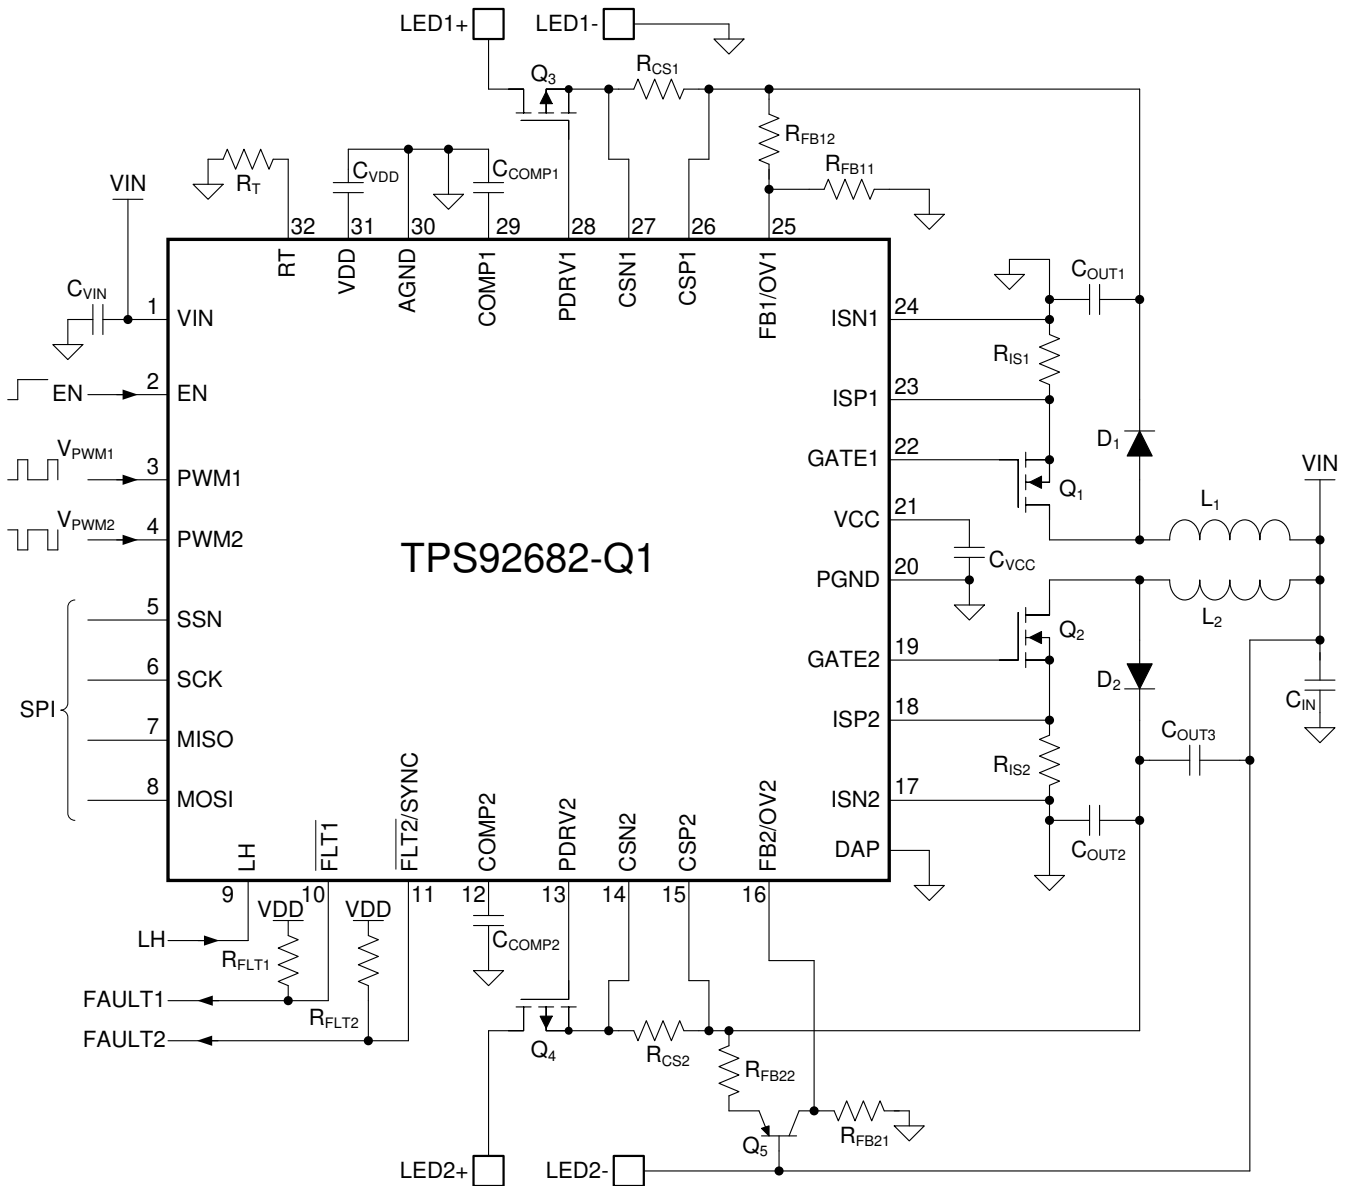 LED1+
LED1-
Q3
RCS1
RFB12
RFB11
RT
CVDD
CCOMP1
VIN
CVIN
32
31
30
29
28
27
26
25
RT
VDD
AGND
COMP1
PDRV1
CSN1
CSP1
FB1/OV1
1
VIN
EN
2
EN
VPWM1
3
PWM1
VPWM2
4
PWM2
SPI
5
SSN
6
SCK
7
MISO
8
MOSI
TPS92682-Q1
ISN1
24
ISP1
23
GATE1
22
VCC
21
PGND
20
GATE2
19
ISP2
18
ISN2
17
DAP
COUT1
RIS1
D1
Q1
L1
VIN
CVCC
L2
Q2
D2
CIN
COUT3
RIS2
COUT2
LH
FLT1
FLT2/SYNC
COMP2
PDRV2
CSN2
CSP2
FB2/OV2
9
10
11
12
13
14
15
16
VDD
VDD
LH
RFLT1
CCOMP2
FAULT1
RFLT2
FAULT2
Q4
RCS2
RFB22
Q5
RFB21
LED2+
LED2-